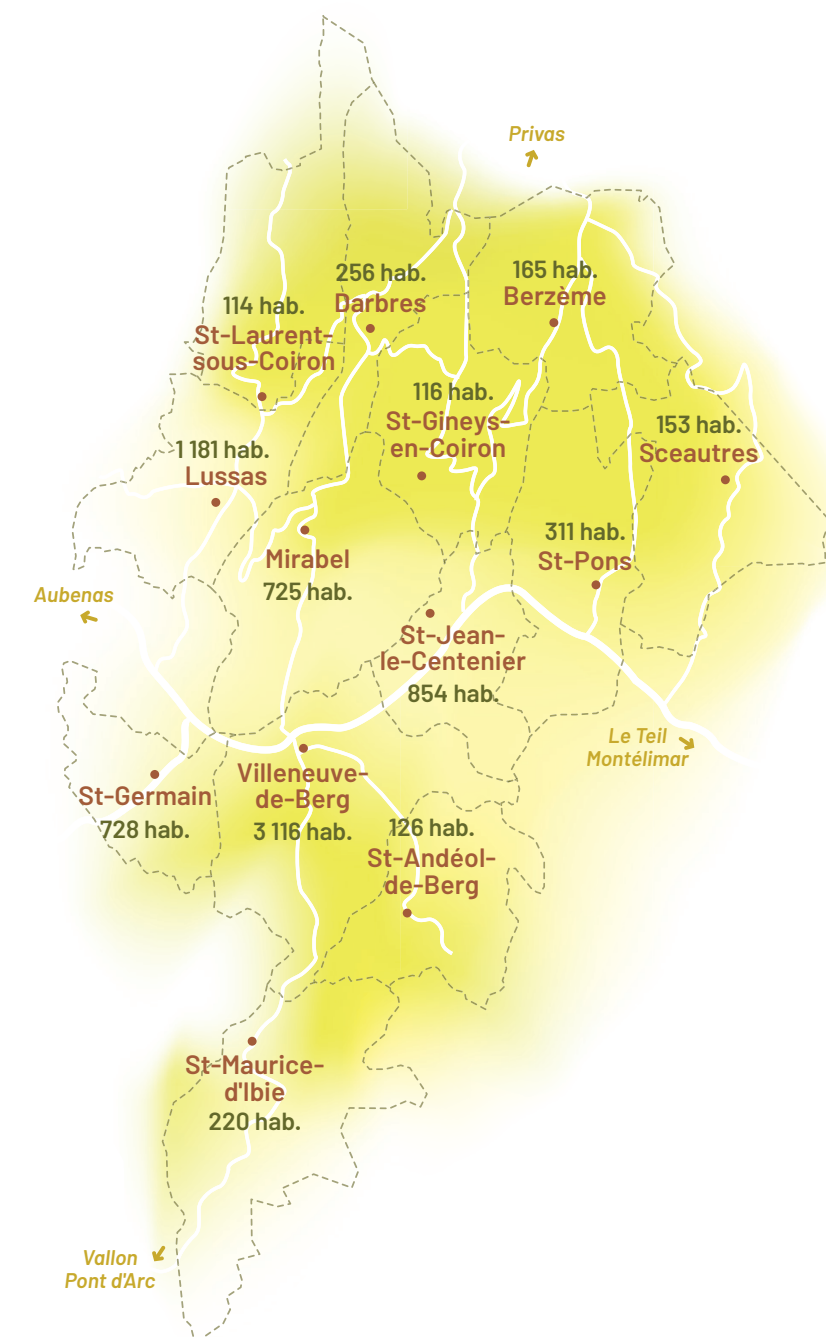 Privas
256 hab.
Darbres
165 hab.
Berzème
114 hab.
St-Laurent-
sous-Coiron
116 hab.
St-Gineys-
en-Coiron
153 hab.
Sceautres
1 181 hab.
Lussas
311 hab.
St-Pons
Mirabel
725 hab.
Aubenas
St-Jean-
le-Centenier
854 hab.
Le Teil
Montélimar
St-Germain
728 hab.
Villeneuve-
de-Berg
3 116 hab.
126 hab.
St-Andéol-
de-Berg
St-Maurice-
d'Ibie
220 hab.
Vallon
Pont d'Arc